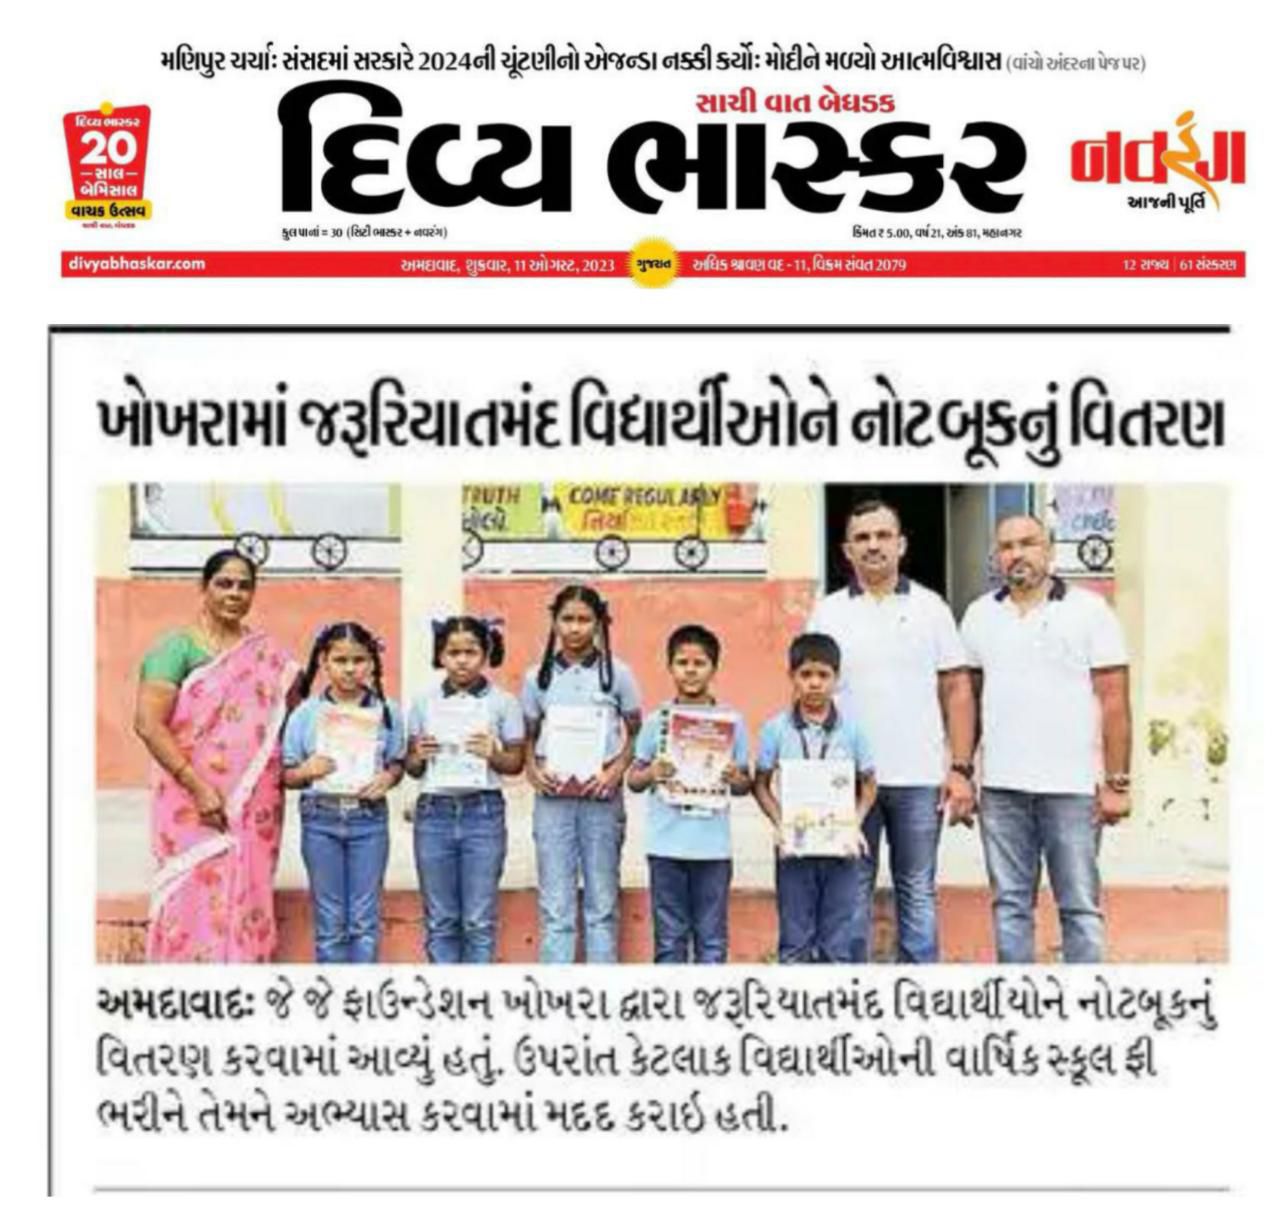 મણિપુર ચર્ચાઃ સંસદમાં સરકારે 2024ની ચૂંટણીનો એજન્ડા નક્કી કર્યોઃ મોદીને મળ્યો આત્મવિશ્વાસ (વાંચો અંદરના પેજ પર)
સાચી વાત બેધડક
દિવ્ય ભાસ્કર
દિવ્ય ભાસ્કર
20
સાલ
બેમિસાલ
વાચક ઉત્સવ
સાચી વાત, બેધડક
નવરંગ
આજની પૂર્તિ
કુલ પાનાં = 30 (સિટી ભાસ્કર + નવરંગ)
કિંમત ₹ 5.00, વર્ષ 21, અંક 81, મહાનગર
divyabhaskar.com
અમદાવાદ, શુક્રવાર, 11 ઓગસ્ટ, 2023
ગુજરાત
અધિક શ્રાવણ વદ - 11, વિક્રમ સંવત 2079
12 રાજ્ય | 61 સંસ્કરણ
ખોખરામાં જરૂરિયાતમંદ વિદ્યાર્થીઓને નોટબૂકનું વિતરણ
TRUTH
બોલો
COME REGULARLY
નિયમિત
અમદાવાદઃ જે જે ફાઉન્ડેશન ખોખરા દ્વારા જરૂરિયાતમંદ વિદ્યાર્થીયોને નોટબૂકનું
વિતરણ કરવામાં આવ્યું હતું. ઉપરાંત કેટલાક વિદ્યાર્થીઓની વાર્ષિક સ્કૂલ ફી
ભરીને તેમને અભ્યાસ કરવામાં મદદ કરાઇ હતી.